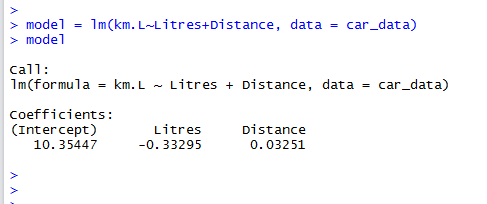 >
> model = lm(km.L~Litres+Distance, data = car_data)
> model
Call:
lm(formula = km.L ~ Litres + Distance, data = car_data)
Coefficients:
(Intercept)       Litres     Distance
   10.35447     -0.33295      0.03251
>
>
>